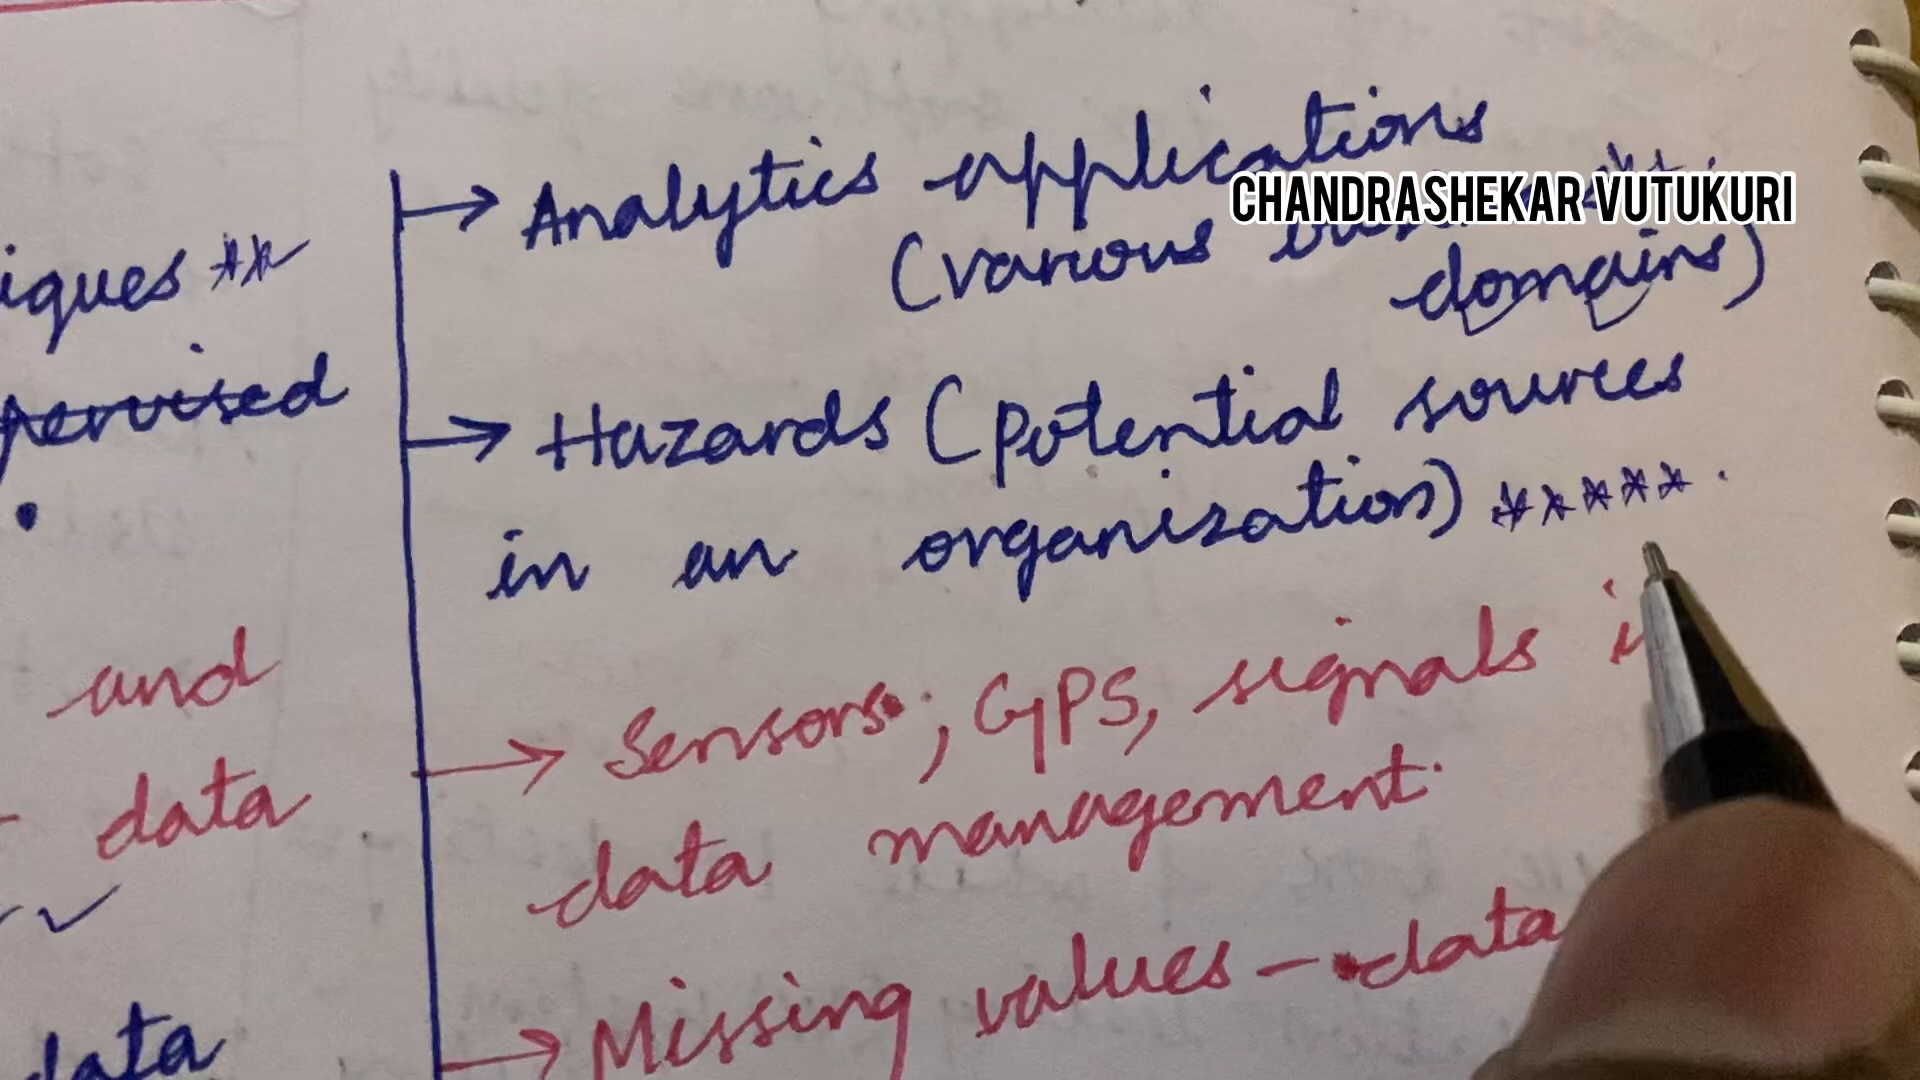 Analytics applications
CHANDRASHEKAR VUTUKURI
(various
domains)
iques **
Hazards (potential sources
pervised
in an organisation) *****.
and
Sensors, GPS, signals
data
data management.
Missing values - data
data